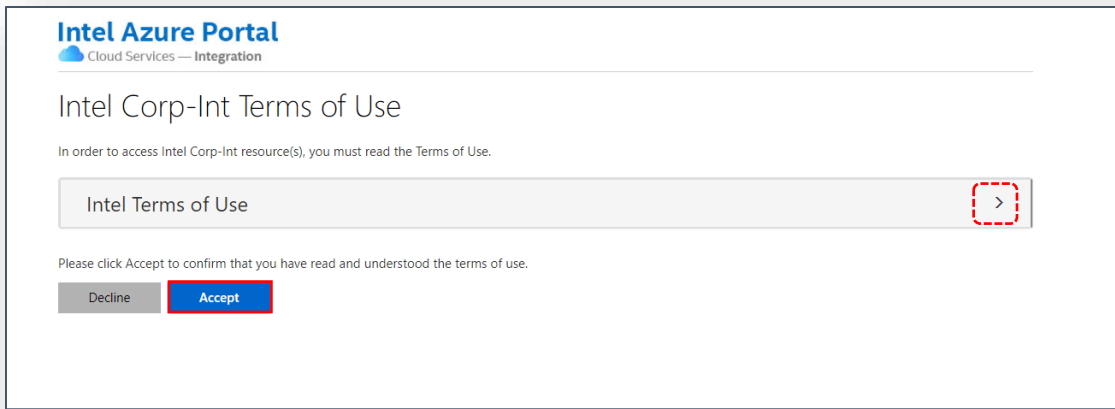 Intel Azure Portal
Cloud Services — Integration
Intel Corp-Int Terms of Use
In order to access Intel Corp-Int resource(s), you must read the Terms of Use.
Intel Terms of Use
Please click Accept to confirm that you have read and understood the terms of use.
Decline Accept